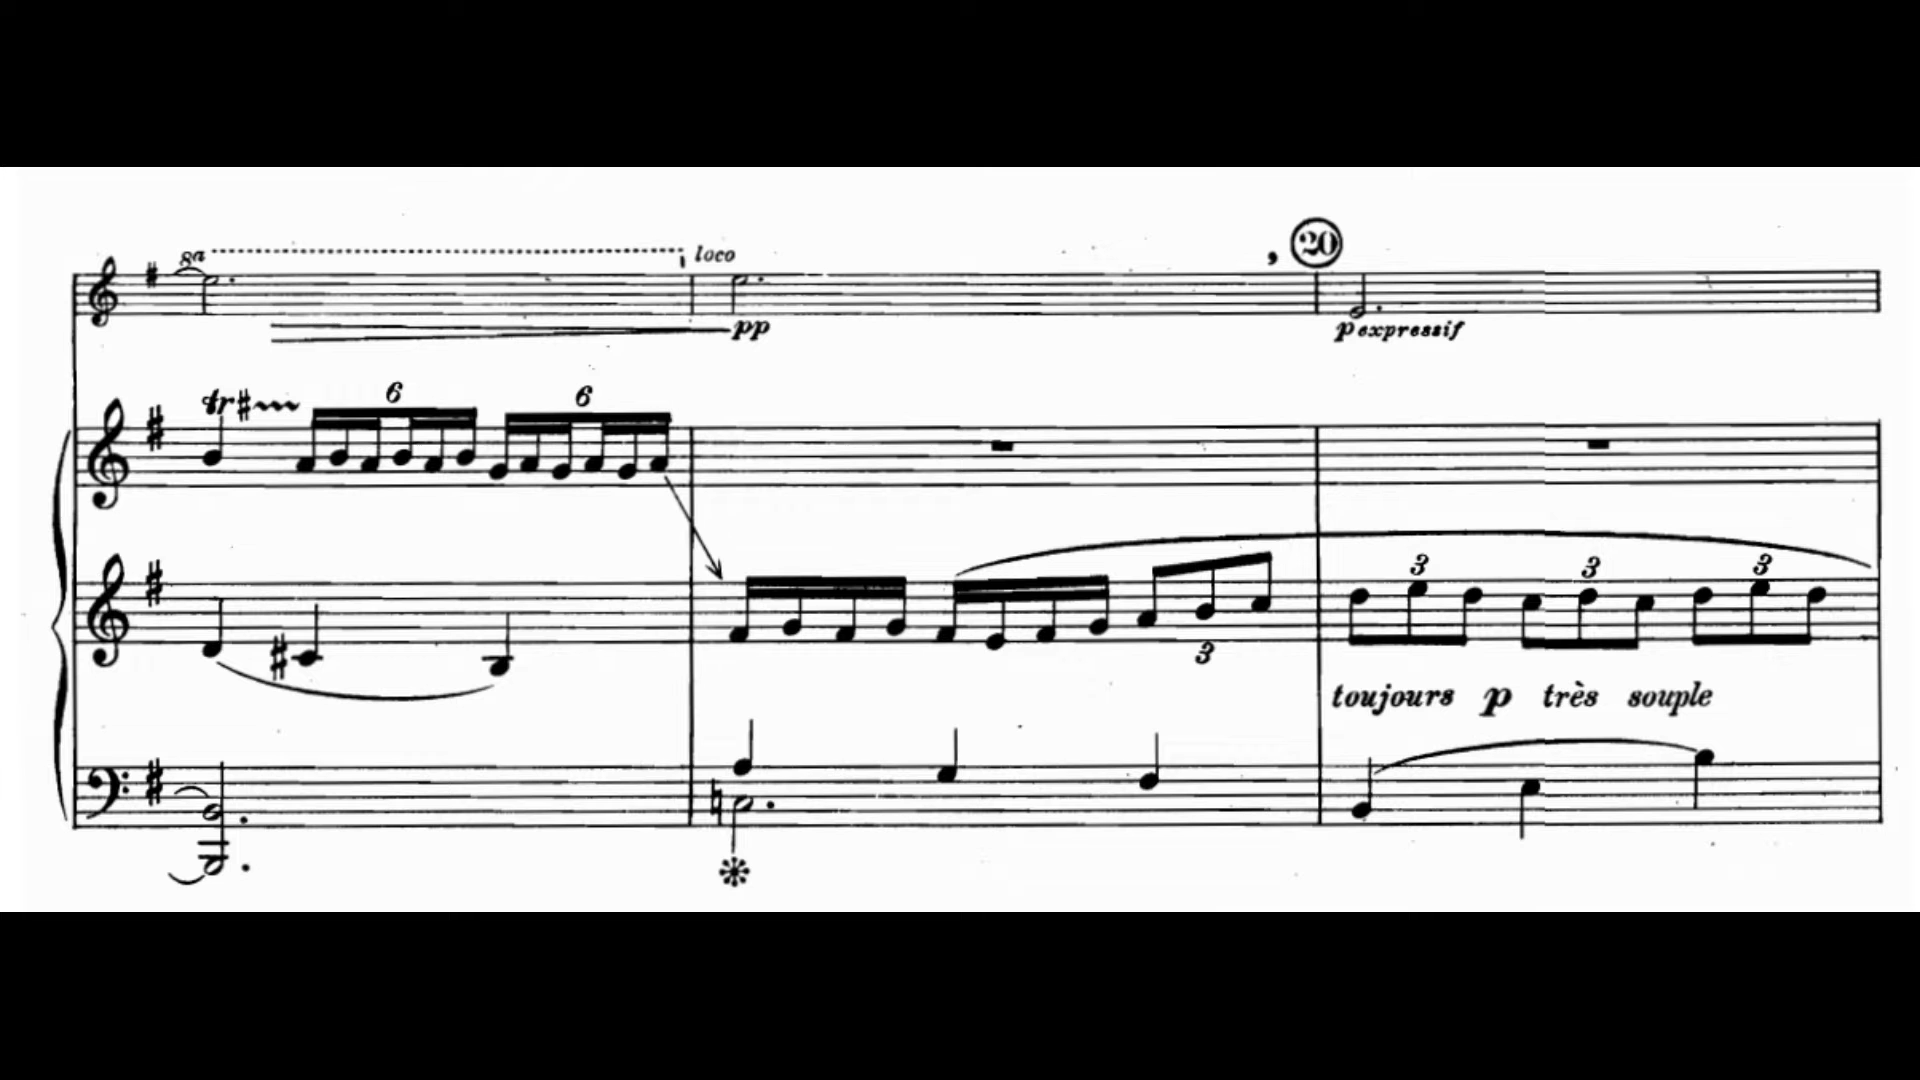 8a loco 20
pp p expressif
tr 6 6
3 3 3
3
toujours p très souple